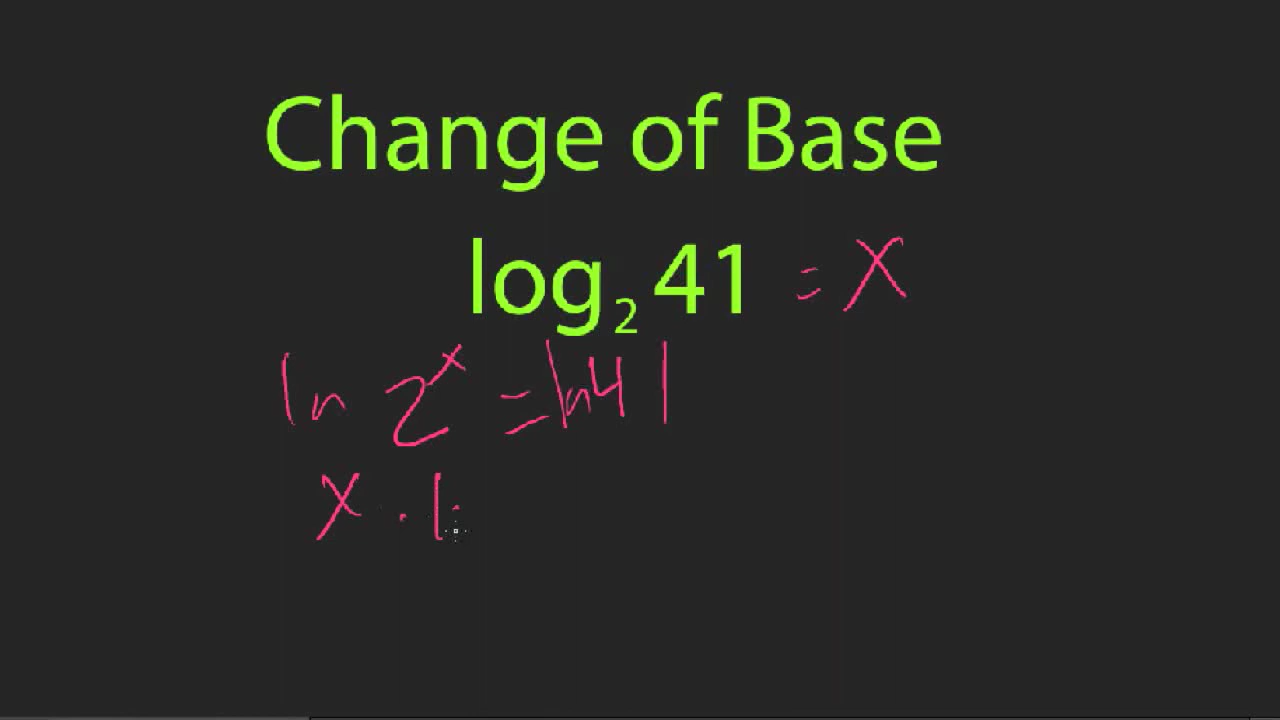 Change of Base
log₂ 41 = X
ln 2ˣ = ln 41
X ·